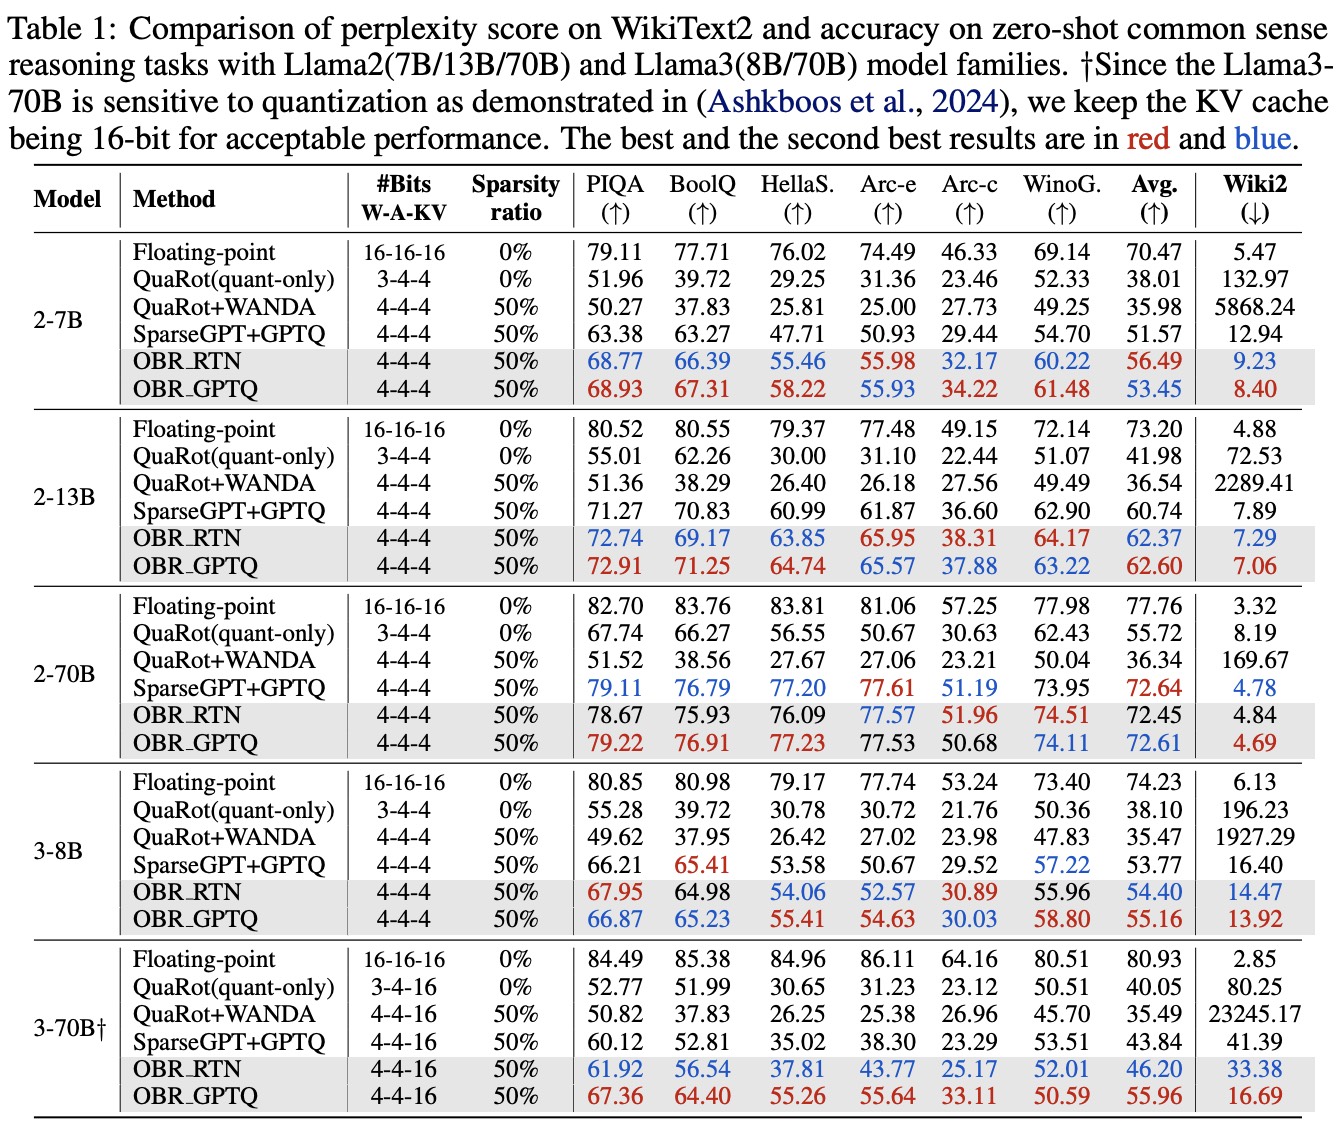 Table 1: Comparison of perplexity score on WikiText2 and accuracy on zero-shot common sense
reasoning tasks with Llama2(7B/13B/70B) and Llama3(8B/70B) model families. †Since the Llama3-
70B is sensitive to quantization as demonstrated in (Ashkboos et al., 2024), we keep the KV cache
being 16-bit for acceptable performance. The best and the second best results are in red and blue.
Model Method #Bits W-A-KV Sparsity ratio PIQA (↑) BoolQ (↑) HellaS. (↑) Arc-e (↑) Arc-c (↑) WinoG. (↑) Avg. (↑) Wiki2 (↓)
2-7B
Floating-point 16-16-16 0% 79.11 77.71 76.02 74.49 46.33 69.14 70.47 5.47
QuaRot(quant-only) 3-4-4 0% 51.96 39.72 29.25 31.36 23.46 52.33 38.01 132.97
QuaRot+WANDA 4-4-4 50% 50.27 37.83 25.81 25.00 27.73 49.25 35.98 5868.24
SparseGPT+GPTQ 4-4-4 50% 63.38 63.27 47.71 50.93 29.44 54.70 51.57 12.94
OBR_RTN 4-4-4 50% 68.77 66.39 55.46 55.98 32.17 60.22 56.49 9.23
OBR_GPTQ 4-4-4 50% 68.93 67.31 58.22 55.93 34.22 61.48 53.45 8.40
2-13B
Floating-point 16-16-16 0% 80.52 80.55 79.37 77.48 49.15 72.14 73.20 4.88
QuaRot(quant-only) 3-4-4 0% 55.01 62.26 30.00 31.10 22.44 51.07 41.98 72.53
QuaRot+WANDA 4-4-4 50% 51.36 38.29 26.40 26.18 27.56 49.49 36.54 2289.41
SparseGPT+GPTQ 4-4-4 50% 71.27 70.83 60.99 61.87 36.60 62.90 60.74 7.89
OBR_RTN 4-4-4 50% 72.74 69.17 63.85 65.95 38.31 64.17 62.37 7.29
OBR_GPTQ 4-4-4 50% 72.91 71.25 64.74 65.57 37.88 63.22 62.60 7.06
2-70B
Floating-point 16-16-16 0% 82.70 83.76 83.81 81.06 57.25 77.98 77.76 3.32
QuaRot(quant-only) 3-4-4 0% 67.74 66.27 56.55 50.67 30.63 62.43 55.72 8.19
QuaRot+WANDA 4-4-4 50% 51.52 38.56 27.67 27.06 23.21 50.04 36.34 169.67
SparseGPT+GPTQ 4-4-4 50% 79.11 76.79 77.20 77.61 51.19 73.95 72.64 4.78
OBR_RTN 4-4-4 50% 78.67 75.93 76.09 77.57 51.96 74.51 72.45 4.84
OBR_GPTQ 4-4-4 50% 79.22 76.91 77.23 77.53 50.68 74.11 72.61 4.69
3-8B
Floating-point 16-16-16 0% 80.85 80.98 79.17 77.74 53.24 73.40 74.23 6.13
QuaRot(quant-only) 3-4-4 0% 55.28 39.72 30.78 30.72 21.76 50.36 38.10 196.23
QuaRot+WANDA 4-4-4 50% 49.62 37.95 26.42 27.02 23.98 47.83 35.47 1927.29
SparseGPT+GPTQ 4-4-4 50% 66.21 65.41 53.58 50.67 29.52 57.22 53.77 16.40
OBR_RTN 4-4-4 50% 67.95 64.98 54.06 52.57 30.89 55.96 54.40 14.47
OBR_GPTQ 4-4-4 50% 66.87 65.23 55.41 54.63 30.03 58.80 55.16 13.92
3-70B†
Floating-point 16-16-16 0% 84.49 85.38 84.96 86.11 64.16 80.51 80.93 2.85
QuaRot(quant-only) 3-4-16 0% 52.77 51.99 30.65 31.23 23.12 50.51 40.05 80.25
QuaRot+WANDA 4-4-16 50% 50.82 37.83 26.25 25.38 26.96 45.70 35.49 23245.17
SparseGPT+GPTQ 4-4-16 50% 60.12 52.81 35.02 38.30 23.29 53.51 43.84 41.39
OBR_RTN 4-4-16 50% 61.92 56.54 37.81 43.77 25.17 52.01 46.20 33.38
OBR_GPTQ 4-4-16 50% 67.36 64.40 55.26 55.64 33.11 50.59 55.96 16.69